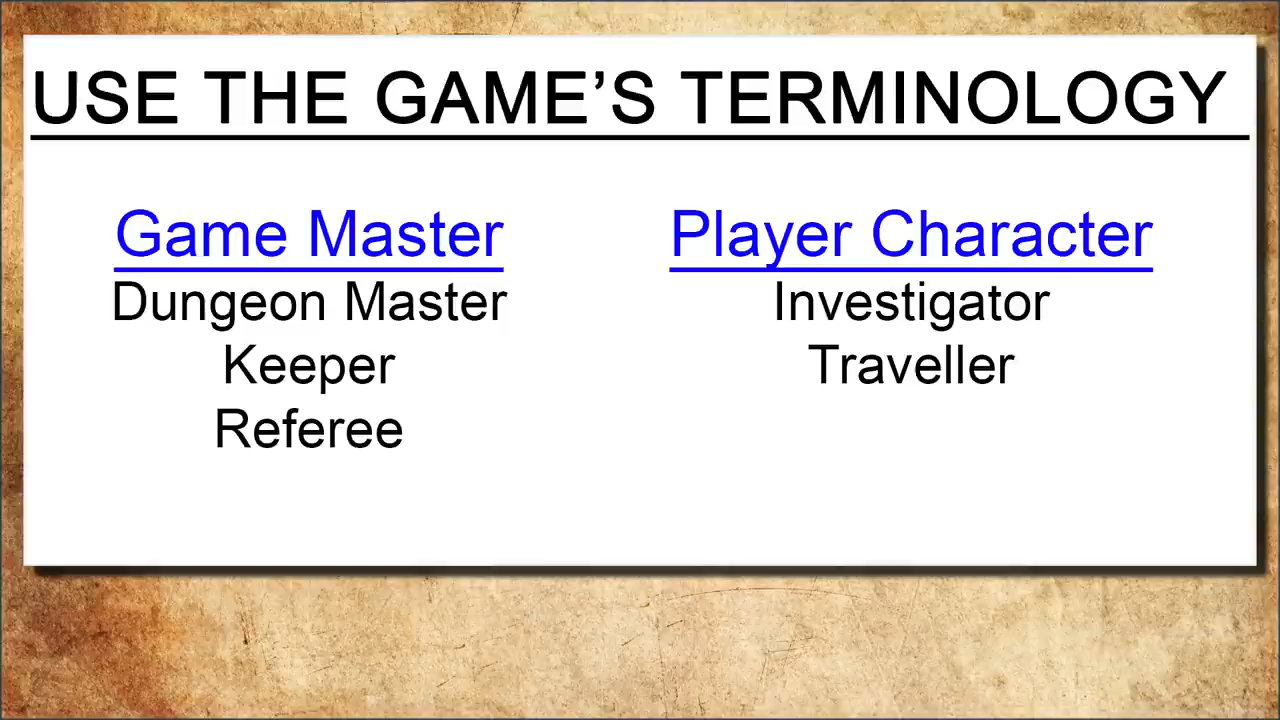 USE THE GAME’S TERMINOLOGY
Game Master
Dungeon Master
Keeper
Referee
Player Character
Investigator
Traveller